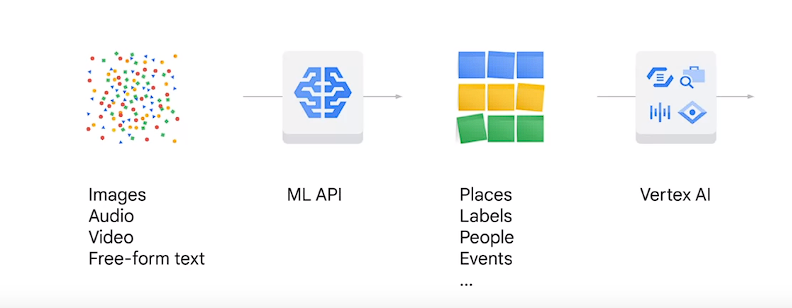 Images
Audio
Video
Free-form text
ML API
Places
Labels
People
Events
...
Vertex AI